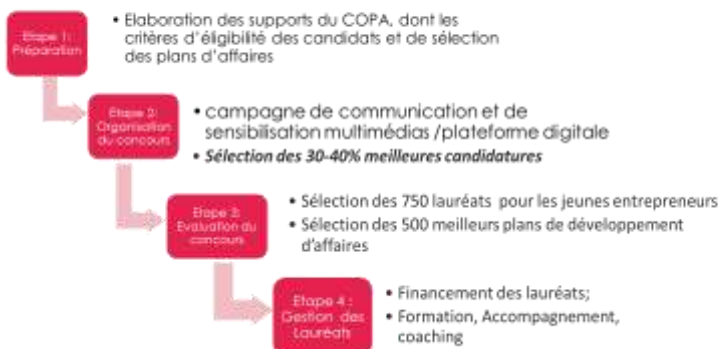 Etape 1:
Préparation
• Elaboration des supports du COPA, dont les
critères d'éligibilité des candidats et de sélection
des plans d'affaires
Etape 2:
Organisation
du concours
• campagne de communication et de
sensibilisation multimédias /plateforme digitale
• Sélection des 30-40% meilleures candidatures
Etape 3:
Evaluation du
concours
• Sélection des 750 lauréats pour les jeunes entrepreneurs
• Sélection des 500 meilleurs plans de développement
d'affaires
Etape 4 :
Gestion des
Lauréats
• Financement des lauréats;
• Formation, Accompagnement,
coaching